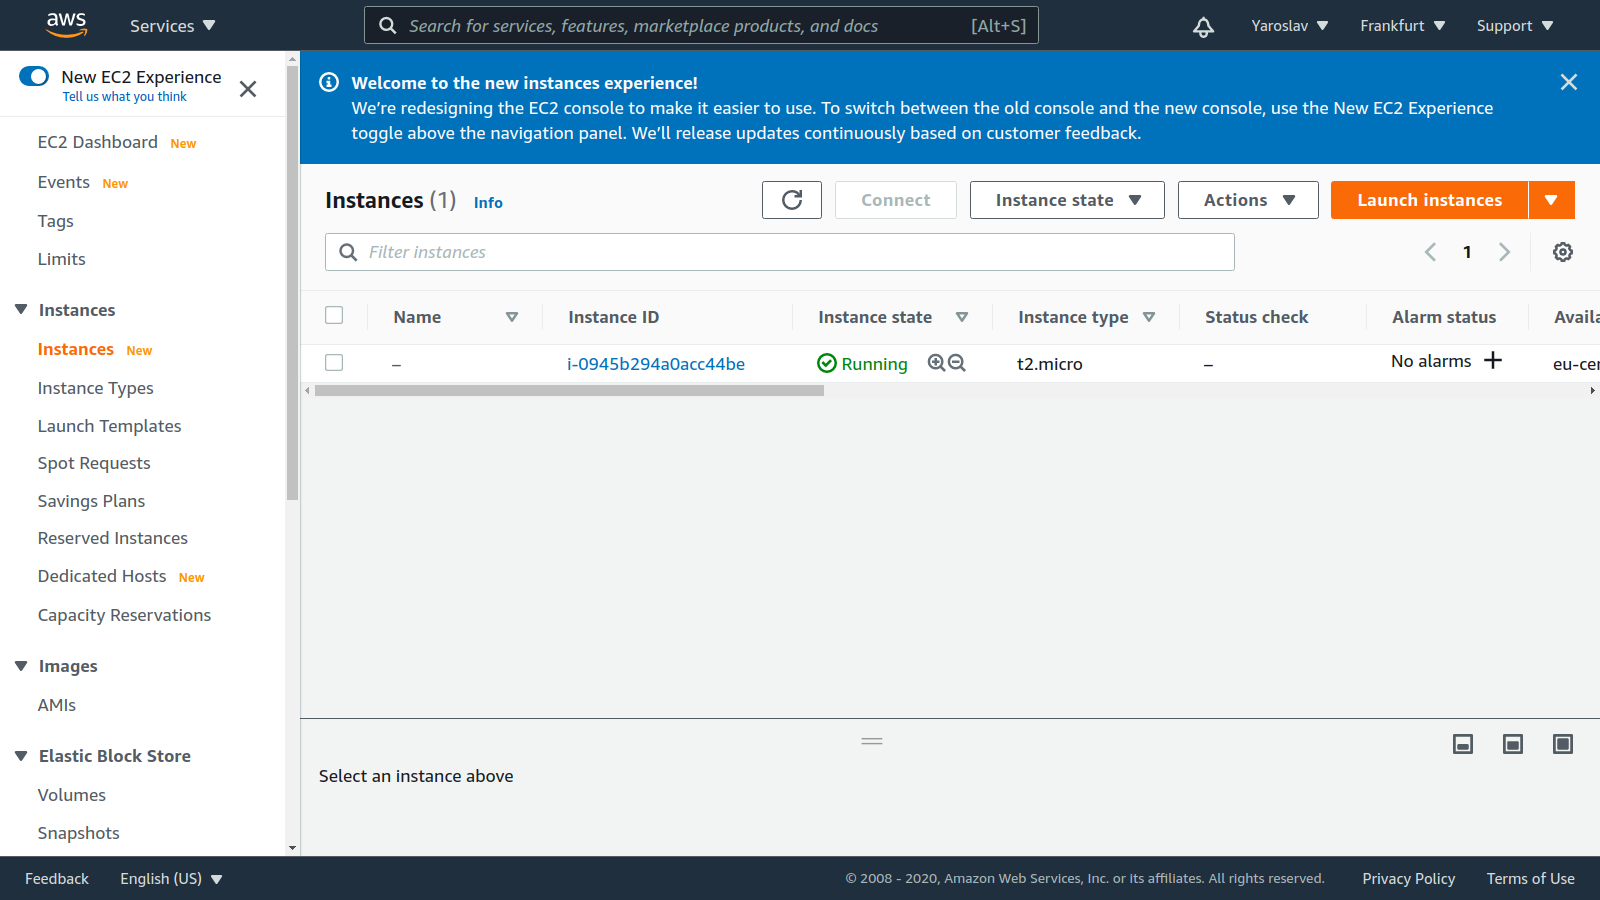 aws
Services
Search for services, features, marketplace products, and docs [Alt+S]
Yaroslav
Frankfurt
Support
New EC2 Experience
Tell us what you think
EC2 Dashboard New
Events New
Tags
Limits
Instances
Instances New
Instance Types
Launch Templates
Spot Requests
Savings Plans
Reserved Instances
Dedicated Hosts New
Capacity Reservations
Images
AMIs
Elastic Block Store
Volumes
Snapshots
Welcome to the new instances experience!
We’re redesigning the EC2 console to make it easier to use. To switch between the old console and the new console, use the New EC2 Experience
toggle above the navigation panel. We’ll release updates continuously based on customer feedback.
Instances (1) Info
Connect
Instance state
Actions
Launch instances
Filter instances
1
Name Instance ID Instance state Instance type Status check Alarm status Availa
– i-0945b294a0acc44be Running t2.micro – No alarms + eu-cen
Select an instance above
Feedback
English (US)
© 2008 - 2020, Amazon Web Services, Inc. or its affiliates. All rights reserved.
Privacy Policy
Terms of Use